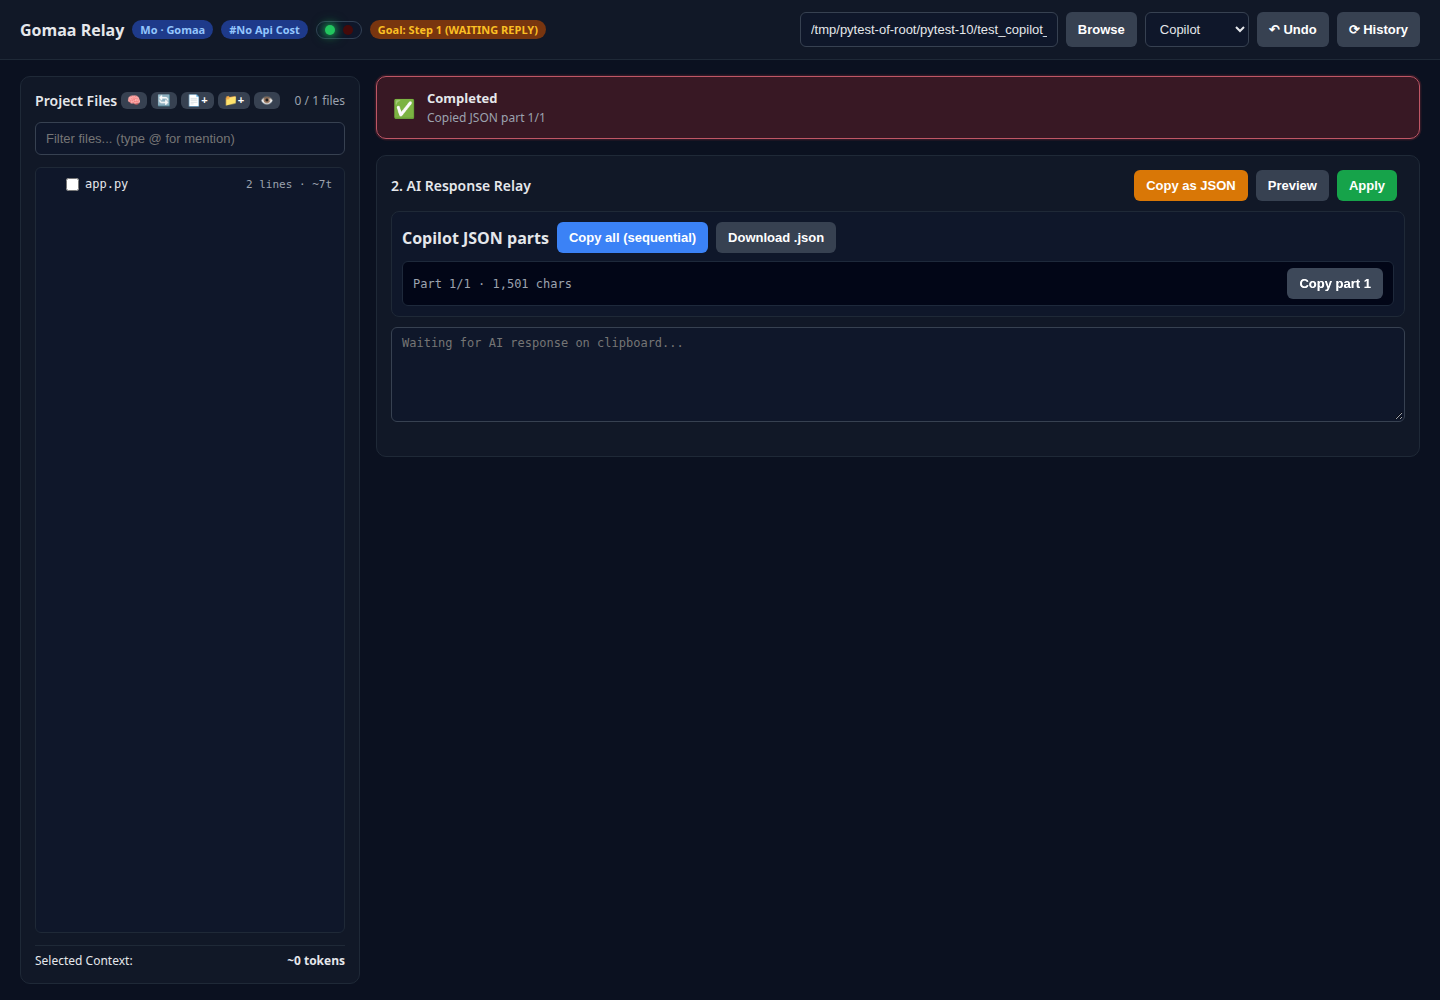 Gomaa Relay Mo · Gomaa #No Api Cost Goal: Step 1 (WAITING REPLY) /tmp/pytest-of-root/pytest-10/test_copilot_ Browse Copilot ↶ Undo ⟳ History
Project Files 0 / 1 files
Filter files... (type @ for mention)
app.py 2 lines · ~7t
Selected Context: ~0 tokens
Completed
Copied JSON part 1/1
2. AI Response Relay Copy as JSON Preview Apply
Copilot JSON parts Copy all (sequential) Download .json
Part 1/1 · 1,501 chars Copy part 1
Waiting for AI response on clipboard...